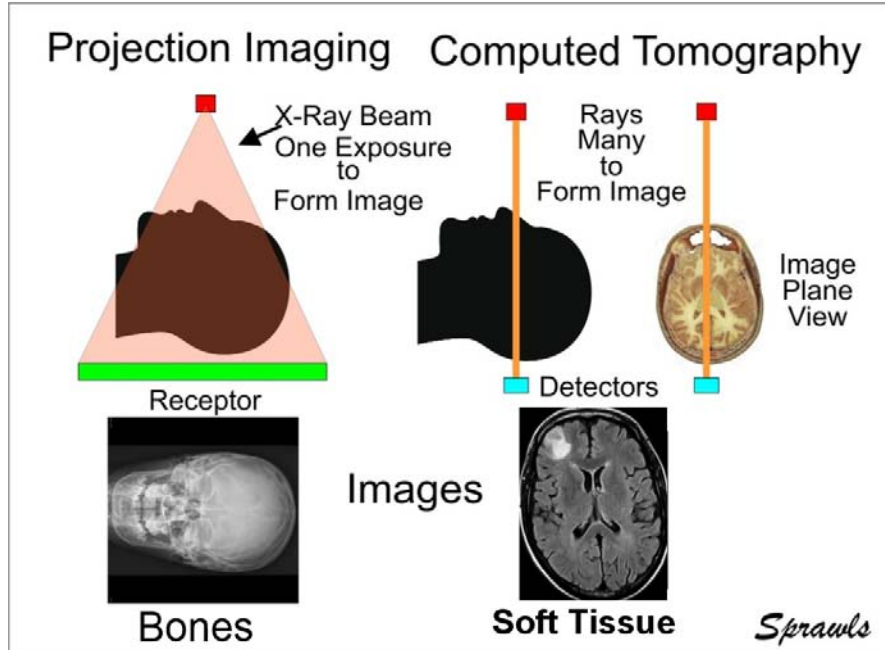 Projection Imaging
Computed Tomography
X-Ray Beam
One Exposure
to
Form Image
Rays
Many
to
Form Image
Image
Plane
View
Receptor
Detectors
Images
Bones
Soft Tissue
Sprawls